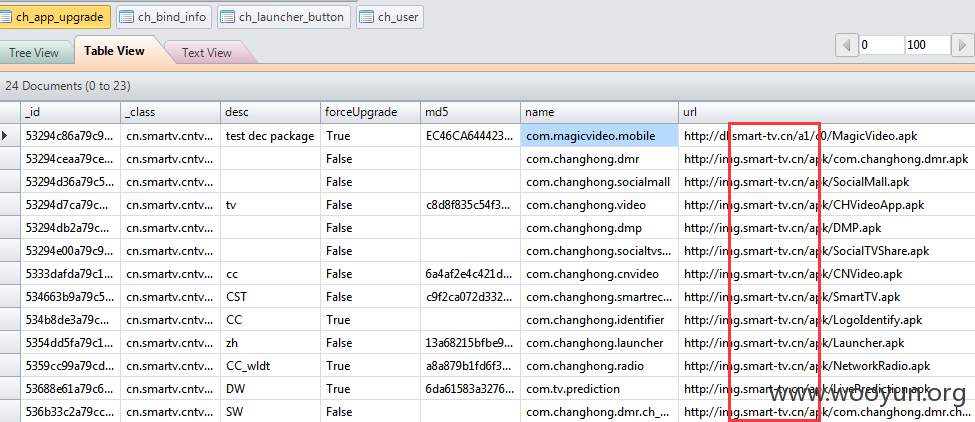 ch_app_upgrade ch_bind_info ch_launcher_button ch_user
Tree View Table View Text View 0 100
24 Documents (0 to 23)
_id _class desc forceUpgrade md5 name url
53294c86a79c9... cn.smartv.cntv... test dec package True EC46CA644423... com.magicvideo.mobile http://dl.smart-tv.cn/a1/c0/MagicVideo.apk
53294ceaa79ce... cn.smartv.cntv... False com.changhong.dmr http://img.smart-tv.cn/apk/com.changhong.dmr.apk
53294d36a79c5... cn.smartv.cntv... False com.changhong.socialmall http://img.smart-tv.cn/apk/SocialMall.apk
53294d7ca79c... cn.smartv.cntv... tv False c8d8f835c54f3... com.changhong.video http://img.smart-tv.cn/apk/CHVideoApp.apk
53294db2a79c... cn.smartv.cntv... False com.changhong.dmp http://img.smart-tv.cn/apk/DMP.apk
53294e00a79c9... cn.smartv.cntv... False com.changhong.socialtvs... http://img.smart-tv.cn/apk/SocialTVShare.apk
5333dafda79c1... cn.smartv.cntv... cc False 6a4af2e4c421d... com.changhong.cnvideo http://img.smart-tv.cn/apk/CNVideo.apk
534663b9a79c5... cn.smartv.cntv... CST False c9f2ca072d332... com.changhong.smartrec... http://img.smart-tv.cn/apk/SmartTV.apk
534b8de3a79c... cn.smartv.cntv... CC True com.changhong.identifier http://img.smart-tv.cn/apk/LogoIdentify.apk
5354dd5fa79c1... cn.smartv.cntv... zh False 13a68215bfbe9... com.changhong.launcher http://img.smart-tv.cn/apk/Launcher.apk
5359cc99a79cd... cn.smartv.cntv... CC_wldt True a8a879b1fd6f3... com.changhong.radio http://img.smart-tv.cn/apk/NetworkRadio.apk
53688e61a79c6... cn.smartv.cntv... DW True 6da61583a3276... com.tv.prediction http://img.smart-tv.cn/apk/LivePrediction.apk
536b33c2a79cc... cn.smartv.cntv... SW False com.changhong.dmr.ch_... http://img.smart-tv.cn/apk/com.changhong.dmr.ch...
www.wooyun.org